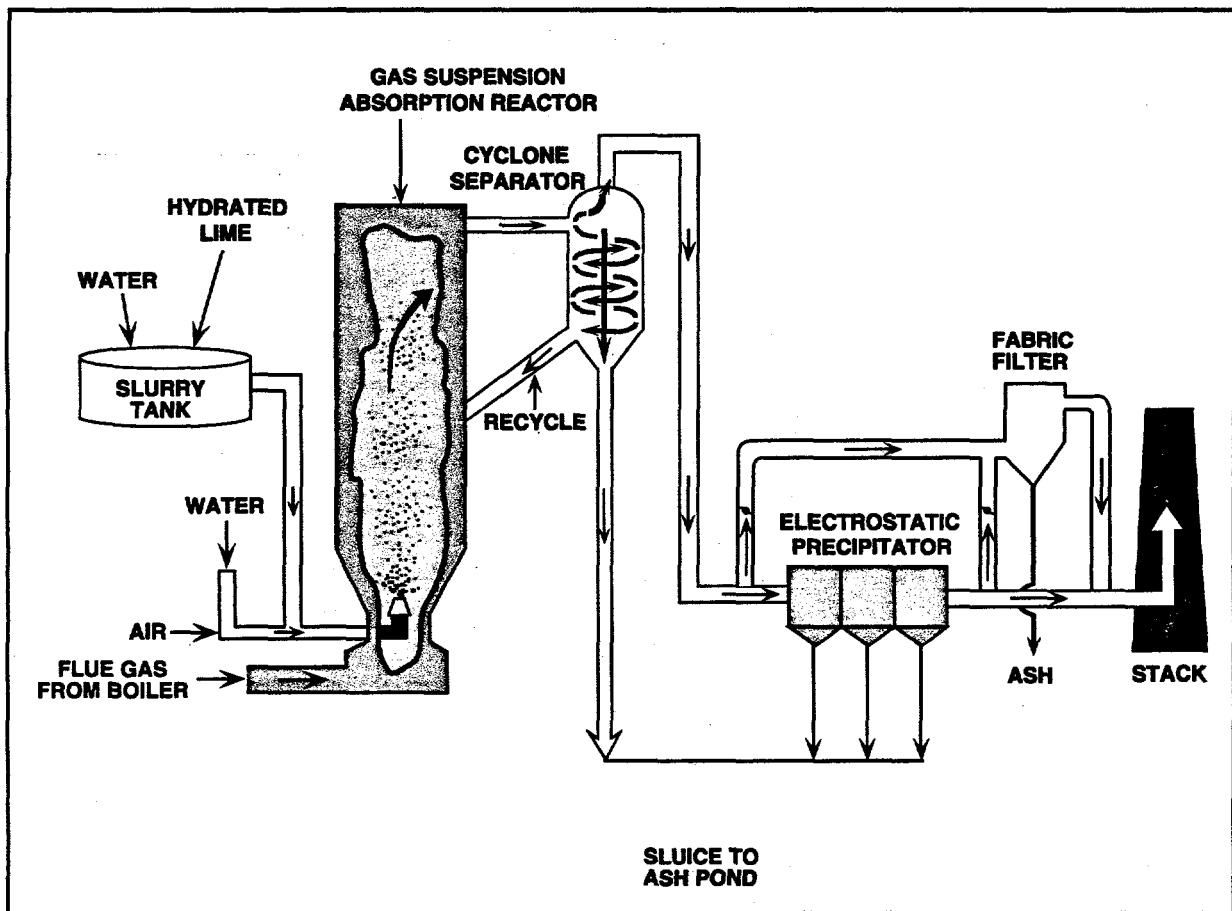 GAS SUSPENSION
ABSORPTION REACTOR
CYCLONE
SEPARATOR
HYDRATED
LIME
WATER
SLURRY
TANK
RECYCLE
FABRIC
FILTER
WATER
ELECTROSTATIC
PRECIPITATOR
AIR
FLUE GAS
FROM BOILER
ASH
STACK
SLUICE TO
ASH POND